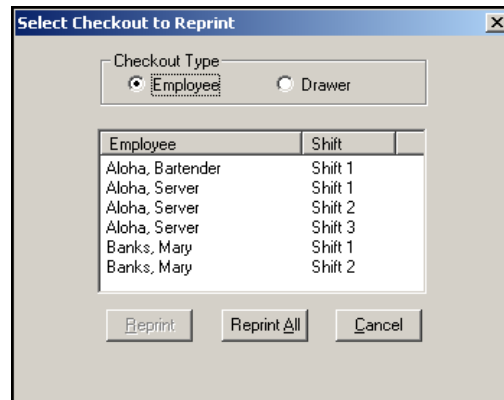 Select Checkout to Reprint
Checkout Type
Employee Drawer
Employee Shift
Aloha, Bartender Shift 1
Aloha, Server Shift 1
Aloha, Server Shift 2
Aloha, Server Shift 3
Banks, Mary Shift 1
Banks, Mary Shift 2
Reprint Reprint All Cancel